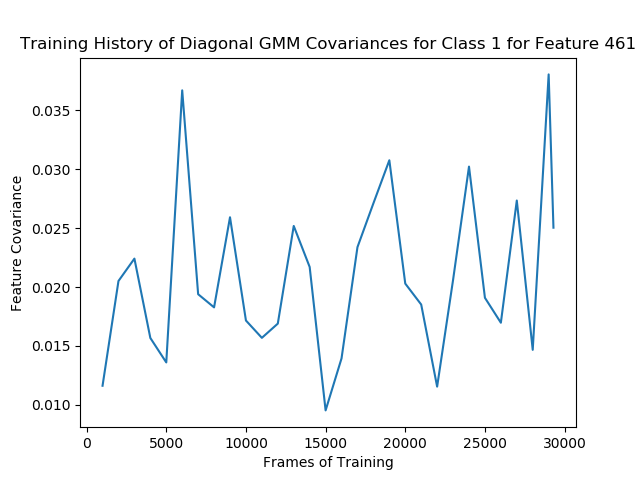 Training History of Diagonal GMM Covariances for Class 1 for Feature 461
Feature Covariance
0.035
0.030
0.025
0.020
0.015
0.010
0 5000 10000 15000 20000 25000 30000
Frames of Training